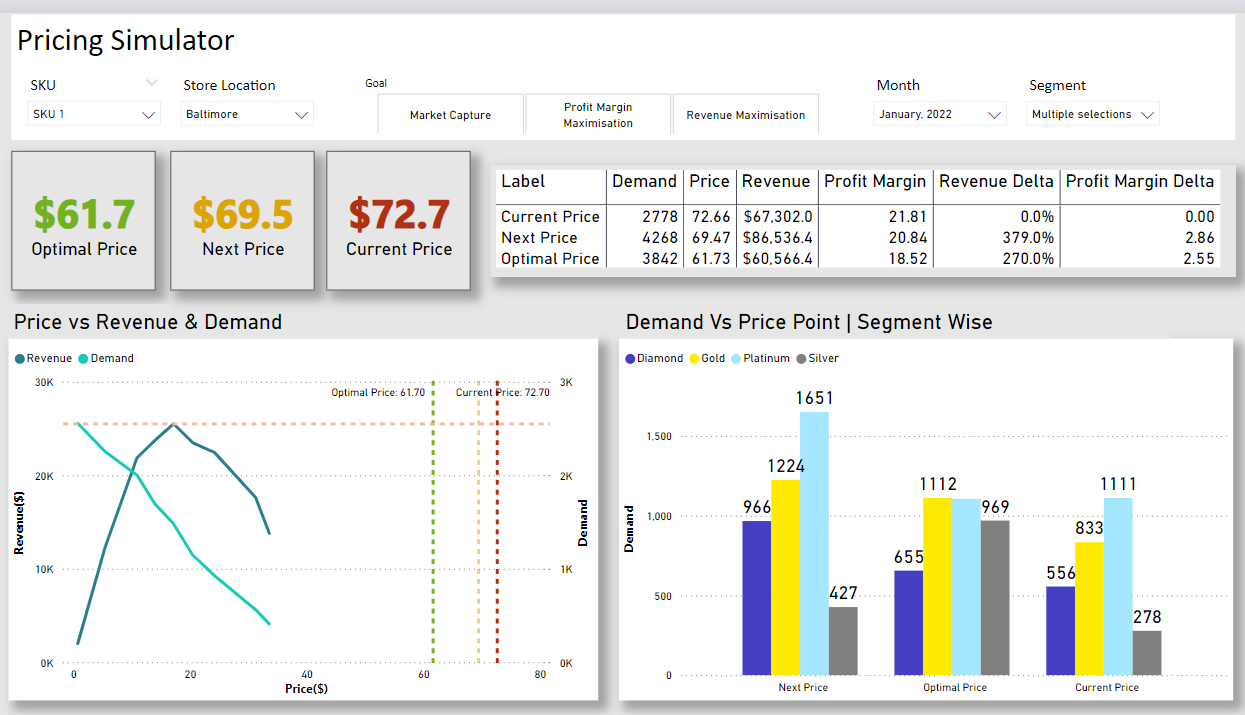 Pricing Simulator
SKU
Store Location
Goal
Month
Segment
SKU 1
Baltimore
Market Capture
Profit Margin
Maximisation
Revenue Maximisation
January, 2022
Multiple selections
$61.7
Optimal Price
$69.5
Next Price
$72.7
Current Price
Label Demand Price Revenue Profit Margin Revenue Delta Profit Margin Delta
Current Price 2778 72.66 $67,302.0 21.81 0.0% 0.00
Next Price 4268 69.47 $86,536.4 20.84 379.0% 2.86
Optimal Price 3842 61.73 $60,566.4 18.52 270.0% 2.55
Price vs Revenue & Demand
Revenue Demand
30K
20K
10K
0K
Revenue($)
Optimal Price: 61.70
Current Price: 72.70
3K
2K
1K
0K
Demand
0 20 40 60 80
Price($)
Demand Vs Price Point | Segment Wise
Diamond Gold Platinum Silver
1,500
1,000
500
0
Demand
966 1224 1651 427
655 1112 969
556 833 1111 278
Next Price Optimal Price Current Price